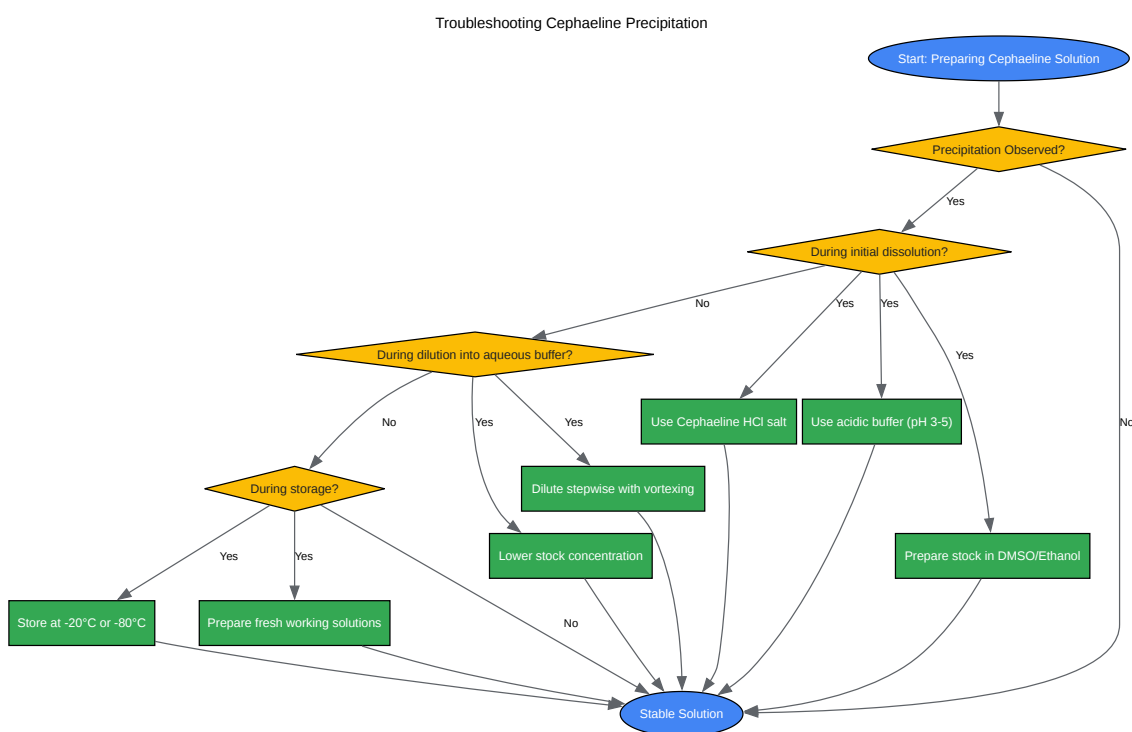 Troubleshooting Cephaeline Precipitation
Start: Preparing Cephaeline Solution
Precipitation Observed?
Yes
During initial dissolution?
No
Yes
Yes
Yes
During dilution into aqueous buffer?
Use Cephaeline HCl salt
Use acidic buffer (pH 3-5)
No
Yes
Yes
No
During storage?
Dilute stepwise with vortexing
Yes
Yes
Lower stock concentration
Prepare stock in DMSO/Ethanol
Store at -20°C or -80°C
Prepare fresh working solutions
No
Stable Solution